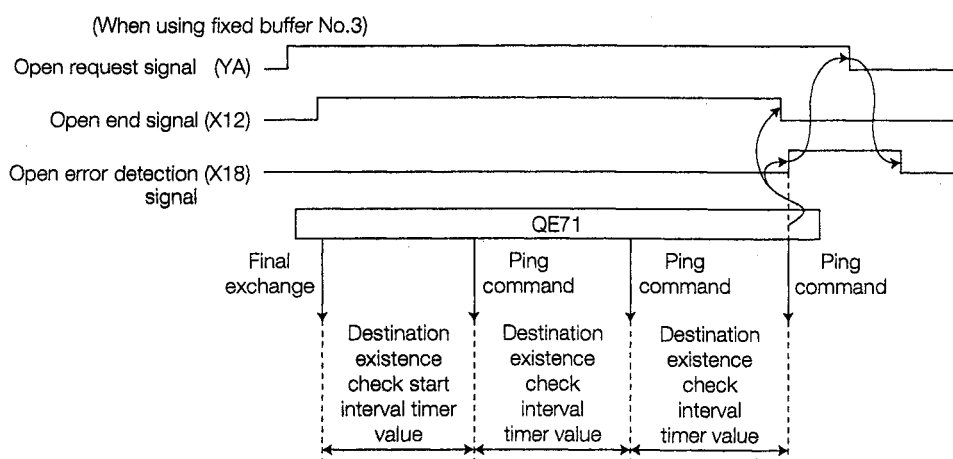 (When using fixed buffer No.3)
Open request signal (YA)
Open end signal (X12)
Open error detection (X18)
signal
QE71
Final
exchange
Ping
command
Ping
command
Ping
command
Destination
existence
check start
interval timer
value
Destination
existence
check
interval
timer value
Destination
existence
check
interval
timer value